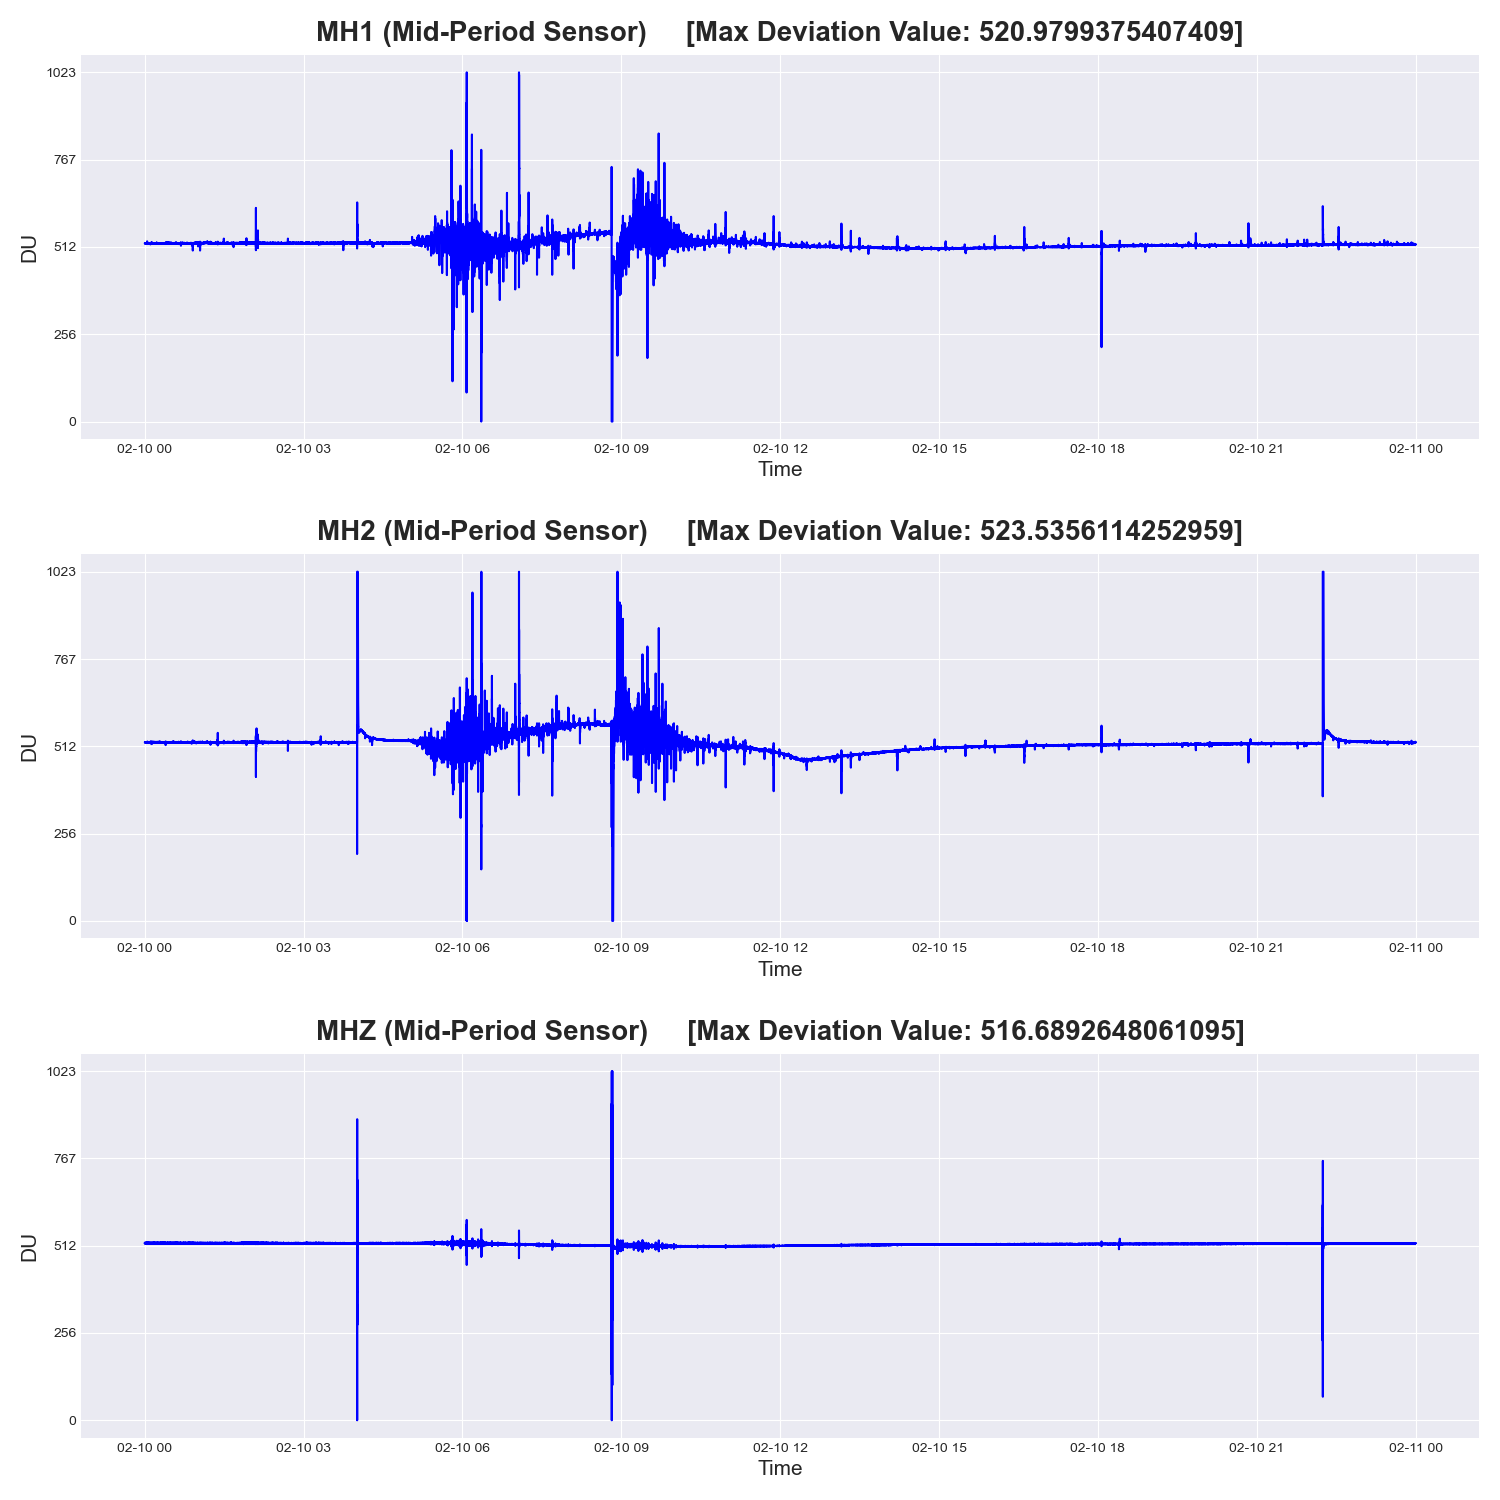 MH1 (Mid-Period Sensor) [Max Deviation Value: 520.9799375407409]
1023
767
512
256
0
DU
02-10 00 02-10 03 02-10 06 02-10 09 02-10 12 02-10 15 02-10 18 02-10 21 02-11 00
Time
MH2 (Mid-Period Sensor) [Max Deviation Value: 523.5356114252959]
1023
767
512
256
0
DU
02-10 00 02-10 03 02-10 06 02-10 09 02-10 12 02-10 15 02-10 18 02-10 21 02-11 00
Time
MHZ (Mid-Period Sensor) [Max Deviation Value: 516.6892648061095]
1023
767
512
256
0
DU
02-10 00 02-10 03 02-10 06 02-10 09 02-10 12 02-10 15 02-10 18 02-10 21 02-11 00
Time